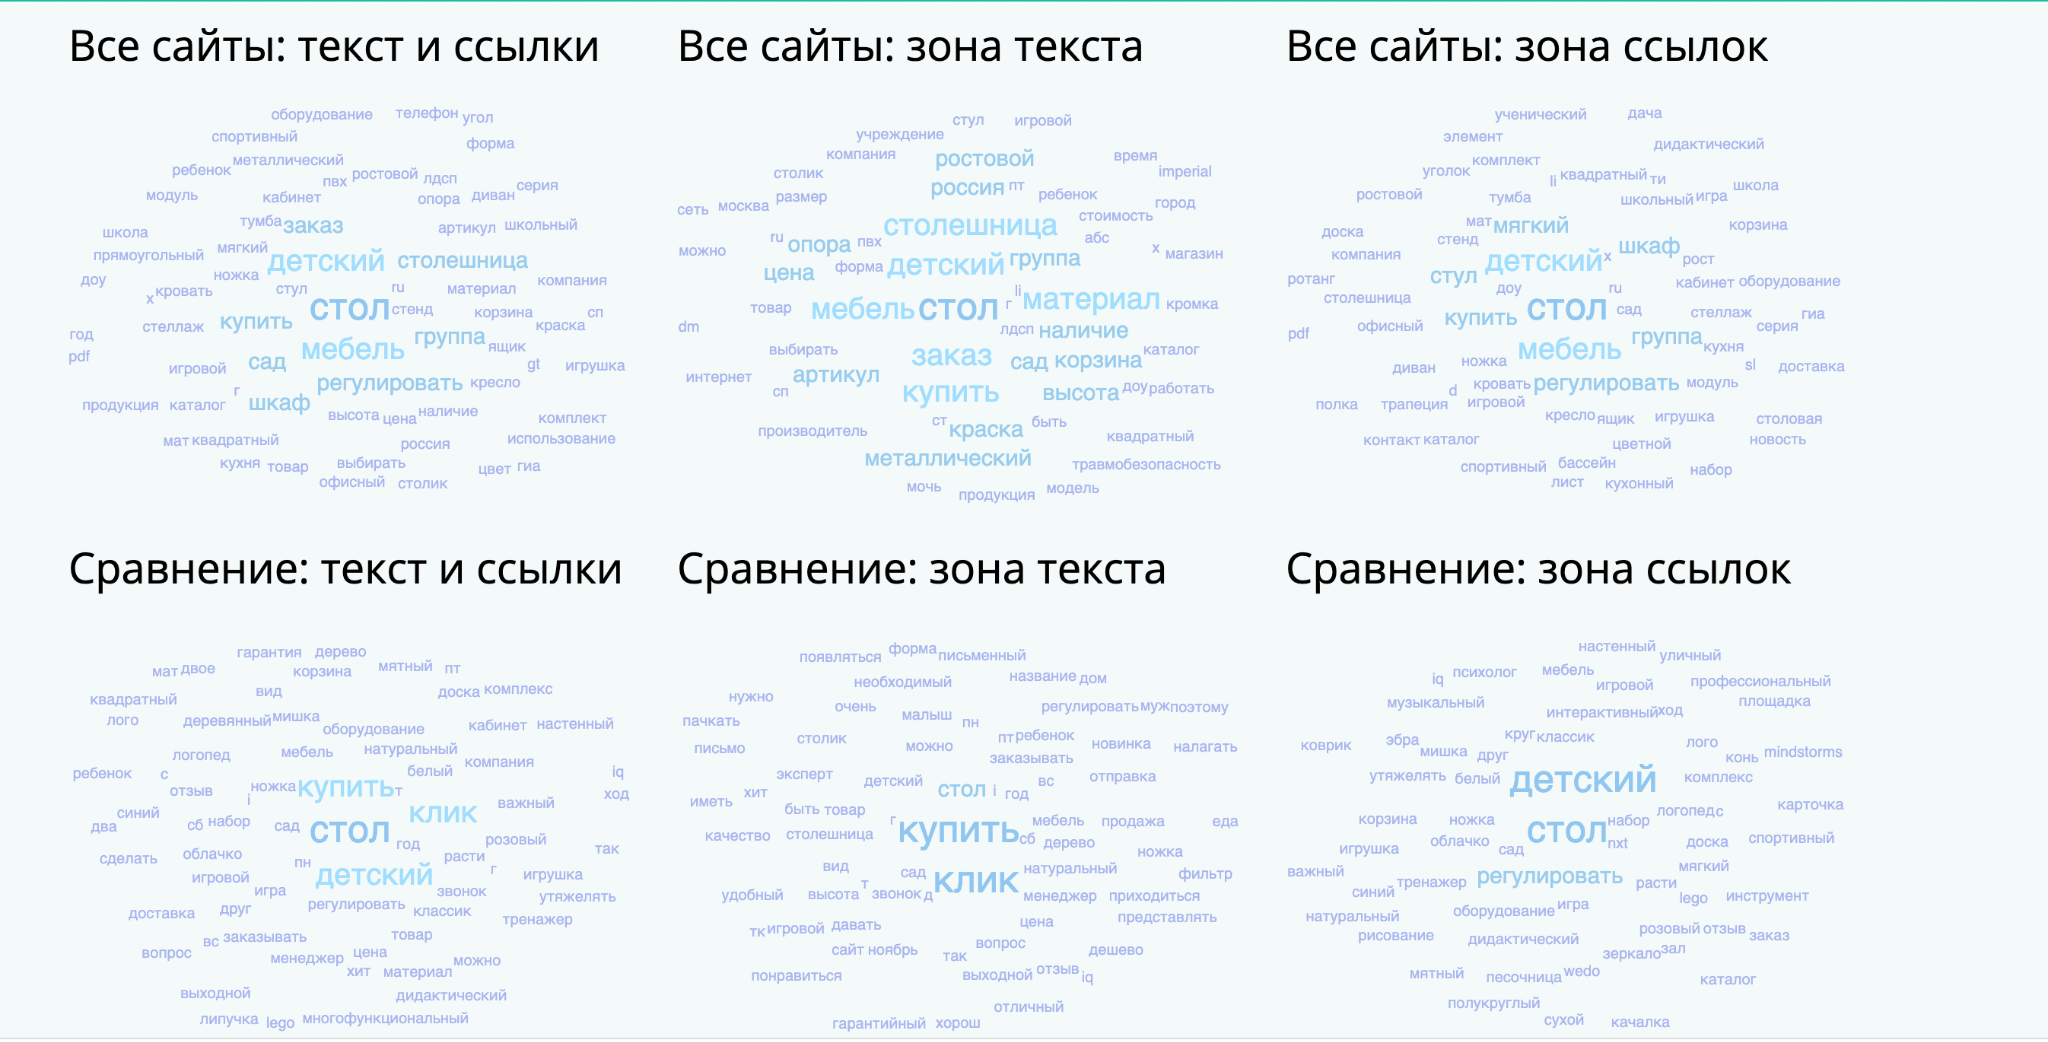 Все сайты: текст и ссылки
оборудование телефон угол
спортивный форма
металлический
ребенок пвх ростовой лдсп серия
модуль кабинет опора диван
тумба заказ артикул школьный
школа
прямоугольный мягкий детский столешница
доу ножка стул ru материал компания
х кровать стол стенд корзина сп
стеллаж купить краска
год группа ящик
pdf мебель
игровой сад gt игрушка
регулировать кресло
продукция каталог г шкаф высота цена наличие комплект
мат квадратный россия использование
кухня товар выбирать цвет гиа
офисный столик
Все сайты: зона текста
стул игровой
учреждение
компания ростовой время
столик imperial
россия пт ребенок
сеть москва размер стоимость город
столешница
можно ru опора пвх абс х магазин
цена форма детский группа
li
товар мебель стол г материал кромка
dm лдсп наличие
выбирать заказ сад корзина каталог
интернет артикул
сп купить высота доу работать
ст краска быть
производитель квадратный
металлический травмобезопасность
мочь продукция модель
Все сайты: зона ссылок
ученический дача
элемент дидактический
комплект
уголок li квадратный ти
ростовой тумба школьный игра школа
мат мягкий корзина
доска стенд шкаф
компания детский х рост
ротанг стул доу ru кабинет оборудование
столешница стол сад стеллаж гиа
офисный купить серия
pdf группа кухня
мебель
диван ножка sl доставка
d кровать регулировать модуль
полка трапеция игровой
кресло ящик игрушка столовая
контакт каталог цветной новость
спортивный бассейн набор
лист кухонный
Сравнение: текст и ссылки
гарантия дерево
мат двое корзина мятный пт
квадратный вид доска комплекс
лого деревянный мишка оборудование кабинет настенный
логопед мебель натуральный
ребенок с белый компания iq
отзыв ножка купить т ход
i важный
синий клик
два сб набор сад стол
год розовый
сделать облачко пн расти так
игровой детский г игрушка
игра звонок утяжелять
доставка друг регулировать классик тренажер
вс заказывать товар
вопрос менеджер цена можно
хит материал
выходной дидактический
липучка lego многофункциональный
Сравнение: зона текста
появляться форма письменный
необходимый название дом
нужно очень регулировать муж поэтому
пачкать малыш пн
письмо столик можно пт ребенок новинка налагать
заказывать
эксперт детский вс отправка
иметь хит стол i год
быть товар
г купить сб мебель продажа еда
качество столешница дерево
ножка
вид сад натуральный фильтр
т клик
удобный высота звонок д менеджер приходиться
тк игровой давать цена представлять
сайт ноябрь так вопрос дешево
понравиться выходной отзыв iq
отличный
гарантийный хорош
Сравнение: зона ссылок
настенный уличный
iq психолог мебель
игровой профессиональный
музыкальный интерактивный ход площадка
коврик эбра круг классик лого
мишка друг конь mindstorms
утяжелять белый детский комплекс
корзина ножка набор логопед с карточка
облачко стол
игрушка сад nxt доска спортивный
важный мягкий
синий тренажер регулировать расти
lego инструмент
натуральный оборудование игра
рисование дидактический розовый отзыв заказ
зеркало зал
мятный песочница wedo каталог
полукруглый
сухой качалка